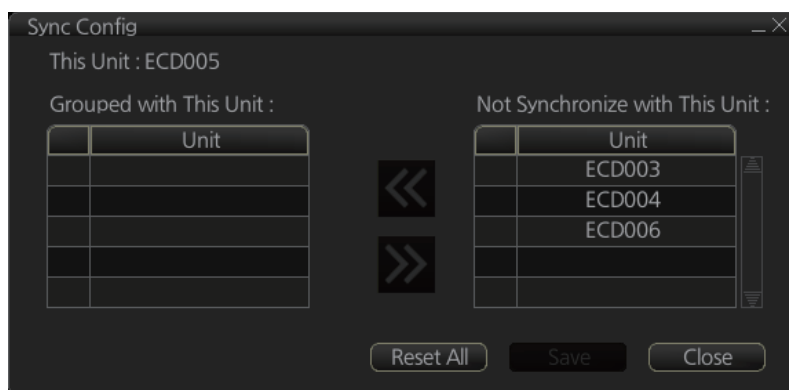 Sync Config
This Unit : ECD005
Grouped with This Unit :
Not Synchronize with This Unit :
Unit
Unit
ECD003
ECD004
ECD006
Reset All
Save
Close